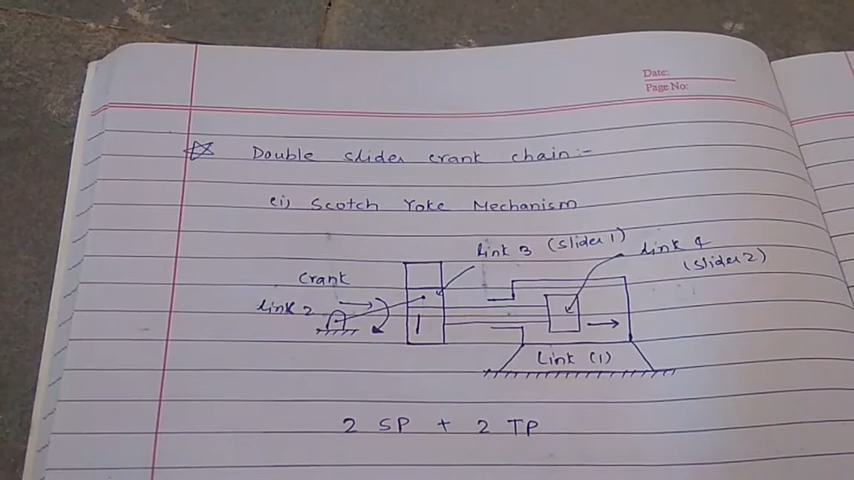 Date:
Page No:
Double slider crank chain:-
(i) Scotch Yoke Mechanism
link 3 (slider 1)
link 4
(slider 2)
crank
link 2
link (1)
2 SP + 2 TP